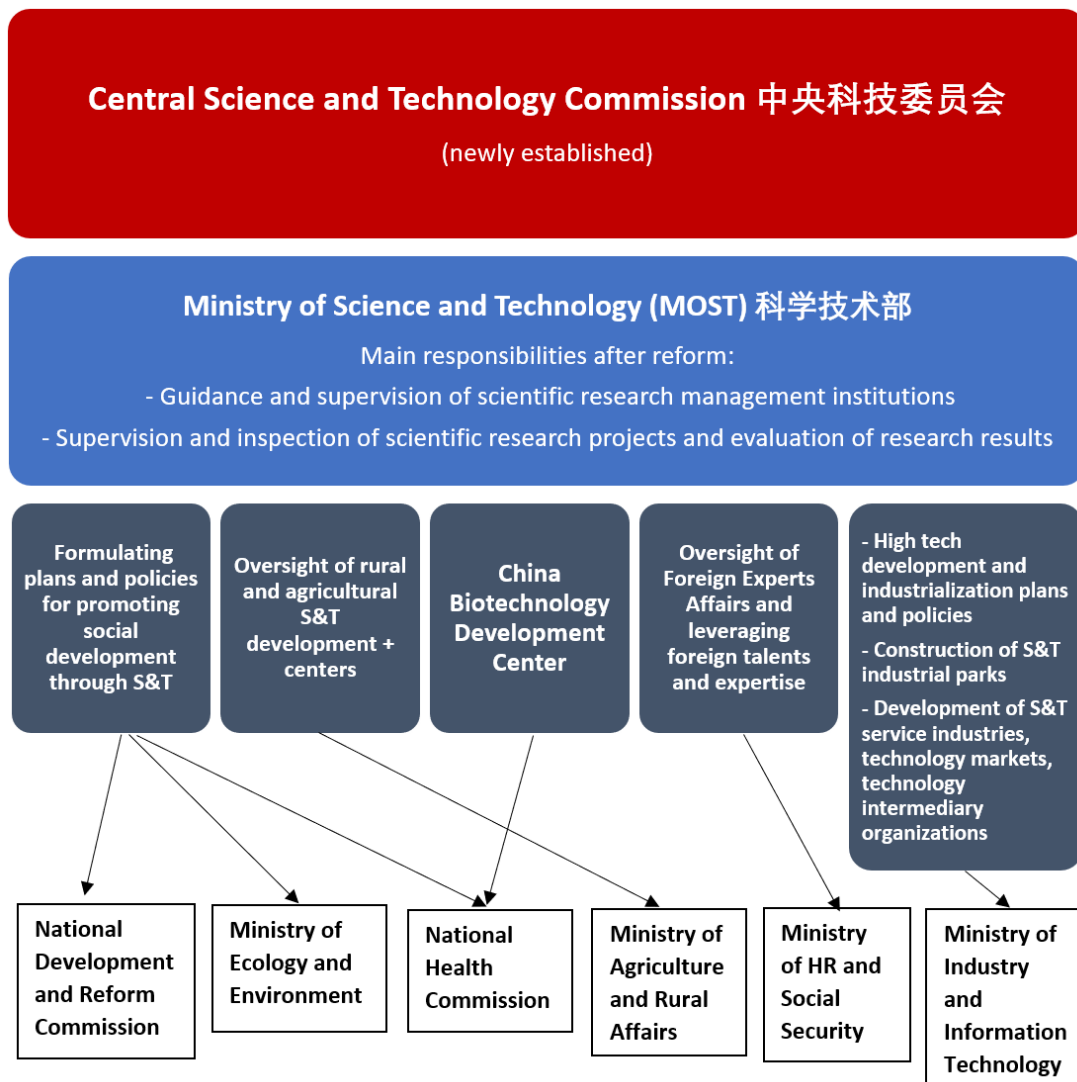 Central Science and Technology Commission 中央科技委员会
(newly established)
Ministry of Science and Technology (MOST) 科学技术部
Main responsibilities after reform:
- Guidance and supervision of scientific research management institutions
- Supervision and inspection of scientific research projects and evaluation of research results
Formulating
plans and policies
for promoting
social
development
through S&T
Oversight of rural
and agricultural
S&T
development +
centers
China
Biotechnology
Development
Center
Oversight of
Foreign Experts
Affairs and
leveraging
foreign talents
and expertise
- High tech
development and
industrialization plans
and policies
- Construction of S&T
industrial parks
- Development of S&T
service industries,
technology markets,
technology
intermediary
organizations
National
Development
and Reform
Commission
Ministry of
Ecology and
Environment
National
Health
Commission
Ministry of
Agriculture
and Rural
Affairs
Ministry
of HR and
Social
Security
Ministry of
Industry
and
Information
Technology